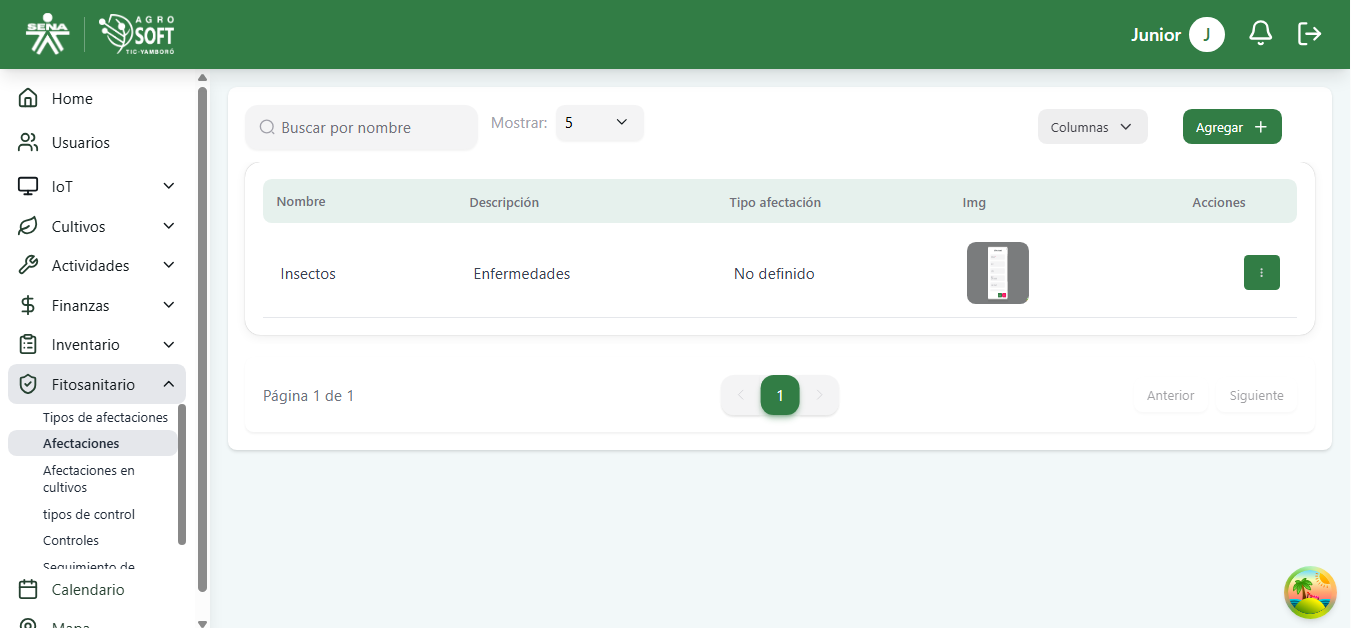 SENA
AGRO
SOFT
TIC-YAMBORÓ
Junior
J
Home
Usuarios
IoT
Cultivos
Actividades
Finanzas
Inventario
Fitosanitario
Tipos de afectaciones
Afectaciones
Afectaciones en
cultivos
tipos de control
Controles
Seguimiento de
Calendario
Mapa
Buscar por nombre
Mostrar:
5
Columnas
Agregar
Nombre
Descripción
Tipo afectación
Img
Acciones
Insectos
Enfermedades
No definido
Página 1 de 1
1
Anterior
Siguiente